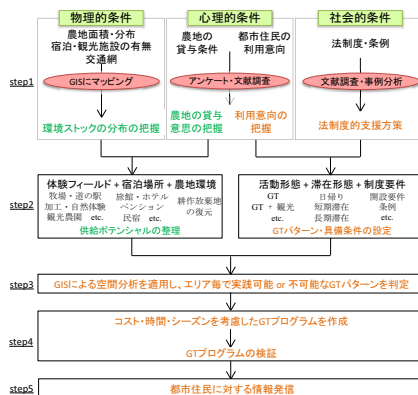 物理的条件
心理的条件
社会的条件
農地面積・分布
宿泊・観光施設の有無
交通網
農地の
貸与条件
都市住民の
利用意向
法制度・条例
step1
GISにマッピング
アンケート・文献調査
文献調査・事例分析
環境ストックの分布の把握
農地の貸与
意思の把握
利用意向の
把握
法制度的支援方策
step2
体験フィールド + 宿泊場所 + 農地環境
牧場・道の駅
加工・自然体験
観光農園 etc.
旅館・ホテル
ペンション
民宿 etc.
耕作放棄地
の復元
供給ポテンシャルの整理
活動形態 + 滞在形態 + 制度要件
GT
GT + 観光
etc.
日帰り
短期滞在
長期滞在
開設要件
条例
etc.
GTパターン・具備条件の設定
step3
GISによる空間分析を適用し、エリア毎で実践可能 or 不可能なGTパターンを判定
step4
コスト・時間・シーズンを考慮したGTプログラムを作成
GTプログラムの検証
step5
都市住民に対する情報発信